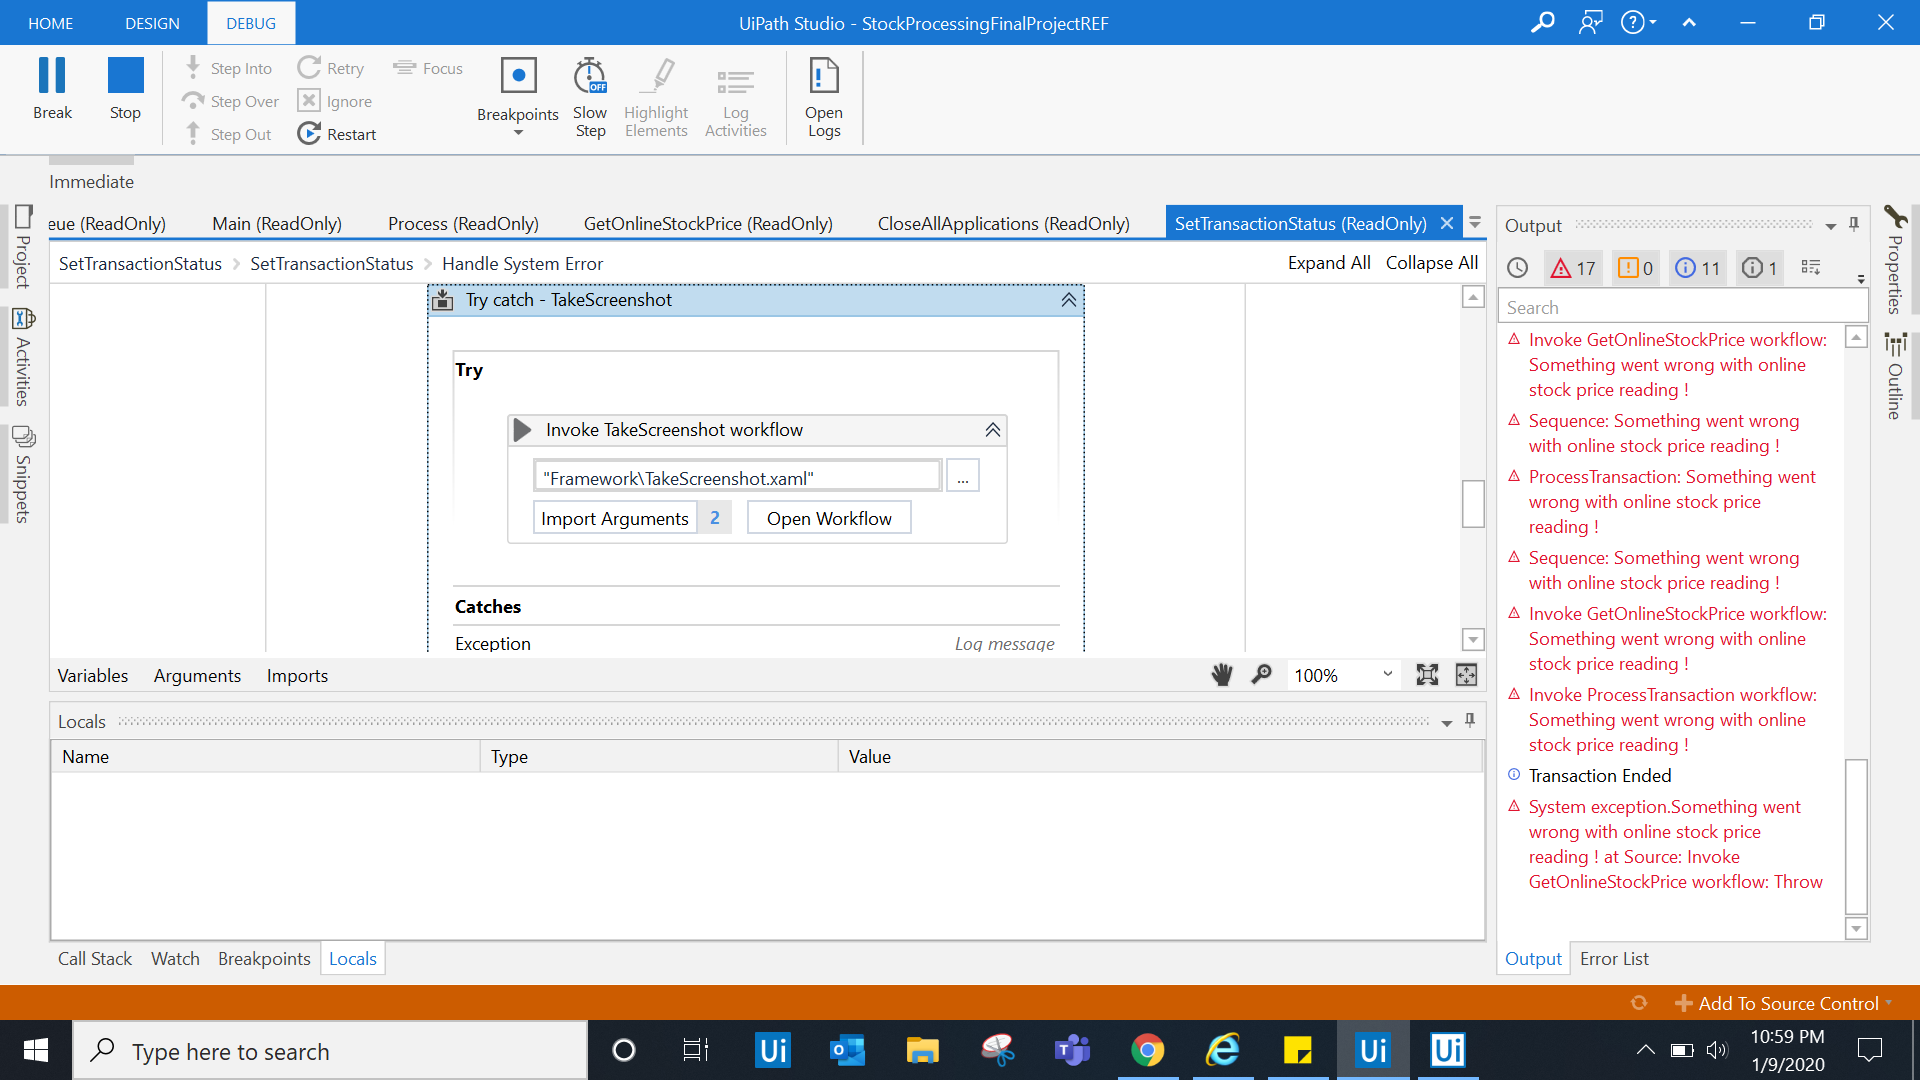 HOME DESIGN DEBUG UiPath Studio - StockProcessingFinalProjectREF
Break
Stop
Step Into
Step Over
Step Out
Retry
Ignore
Restart
Focus
Breakpoints
OFF
Slow
Step
Highlight
Elements
Log
Activities
Open
Logs
Immediate
eue (ReadOnly) Main (ReadOnly) Process (ReadOnly) GetOnlineStockPrice (ReadOnly) CloseAllApplications (ReadOnly) SetTransactionStatus (ReadOnly)
Project
Activities
Snippets
SetTransactionStatus SetTransactionStatus Handle System Error Expand All Collapse All
Try catch - TakeScreenshot
Try
Invoke TakeScreenshot workflow
"Framework\TakeScreenshot.xaml" ...
Import Arguments 2 Open Workflow
Catches
Exception Log message
Variables Arguments Imports 100%
Locals
Name Type Value
Call Stack Watch Breakpoints Locals
Output
17 0 11 1
Search
Invoke GetOnlineStockPrice workflow:
Something went wrong with online
stock price reading !
Sequence: Something went wrong
with online stock price reading !
ProcessTransaction: Something went
wrong with online stock price
reading !
Sequence: Something went wrong
with online stock price reading !
Invoke GetOnlineStockPrice workflow:
Something went wrong with online
stock price reading !
Invoke ProcessTransaction workflow:
Something went wrong with online
stock price reading !
Transaction Ended
System exception.Something went
wrong with online stock price
reading ! at Source: Invoke
GetOnlineStockPrice workflow: Throw
Output Error List
Properties
Outline
Add To Source Control
Type here to search
Ui
Ui
Ui
10:59 PM
1/9/2020